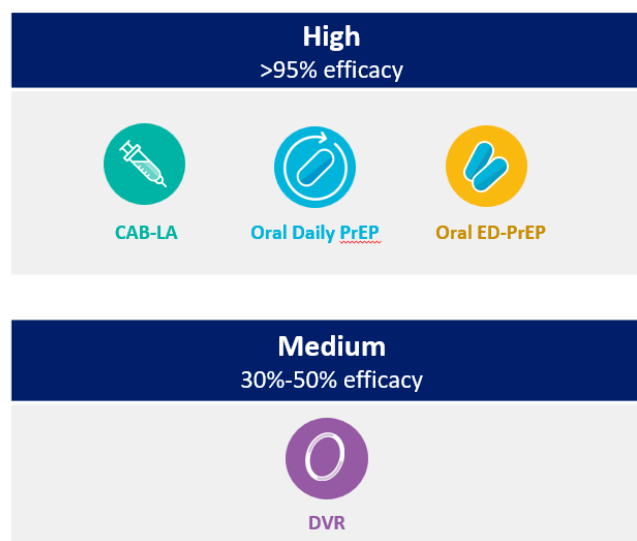 High
>95% efficacy
CAB-LA
Oral Daily PrEP
Oral ED-PrEP
Medium
30%-50% efficacy
DVR